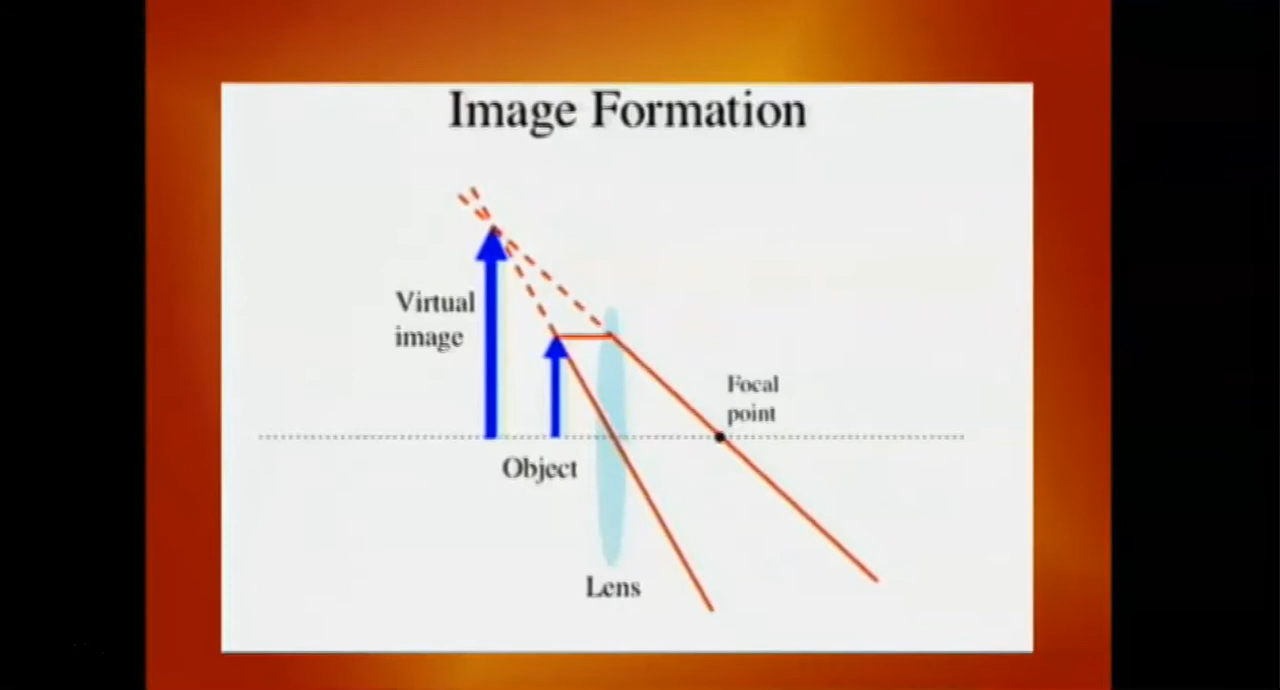 Image Formation
Virtual
image
Focal
point
Object
Lens